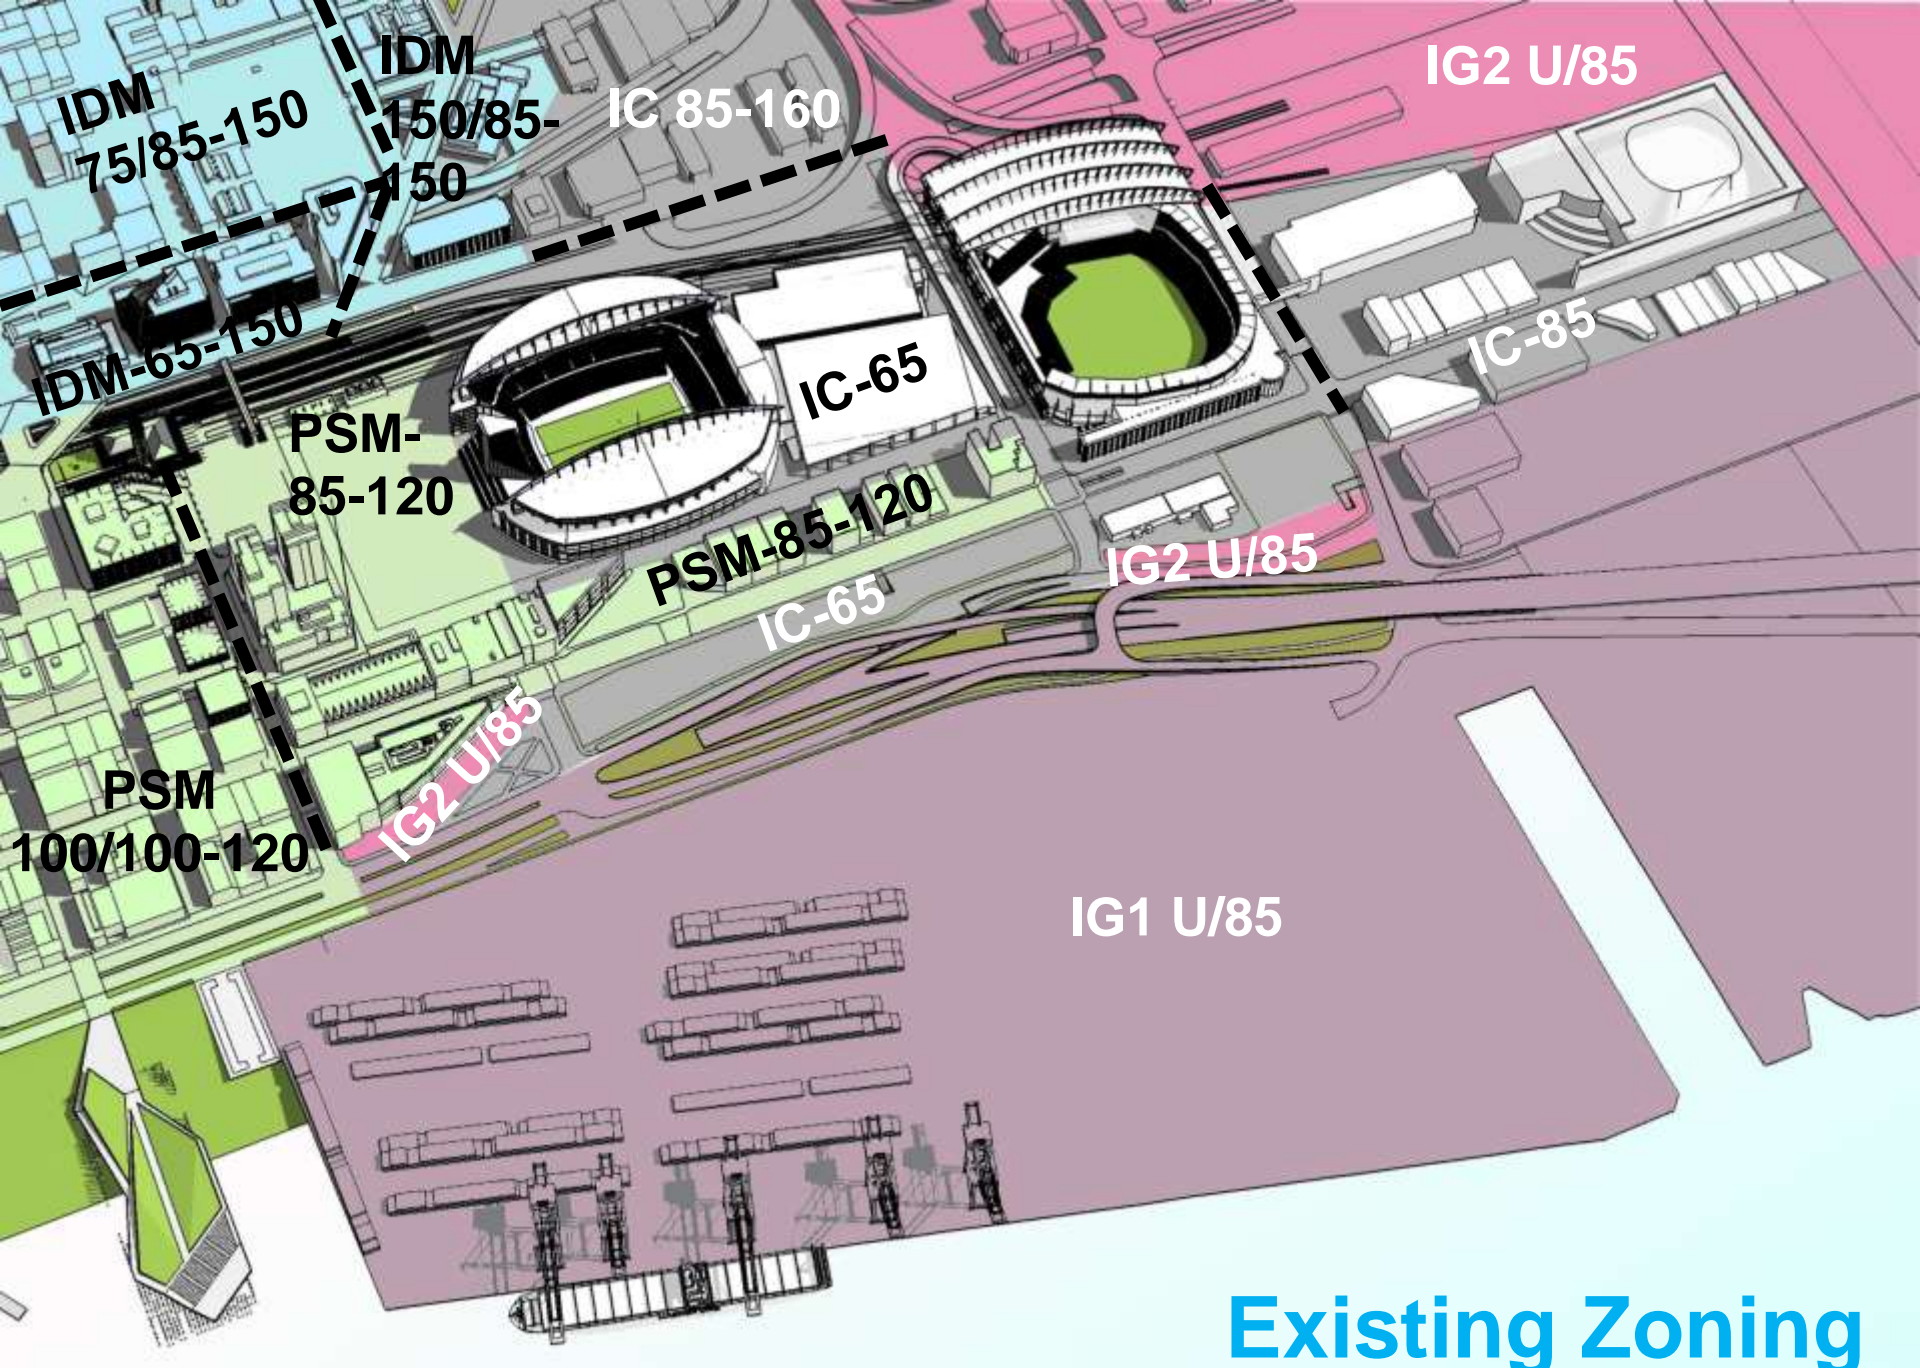 IDM
75/85-150
IDM
150/85-
150
IC 85-160
IG2 U/85
IDM-65-150
PSM-
85-120
IC-65
IC-85
PSM-85-120
IC-65
IG2 U/85
IG2 U/85
PSM
100/100-120
IG1 U/85
Existing Zoning